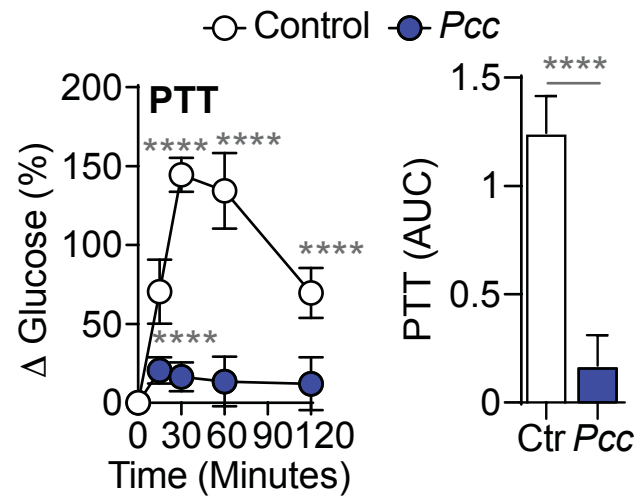 Control Pcc
200
PTT
****
****
150
100
****
50
****
0
Δ Glucose (%)
0 30 60 90 120
Time (Minutes)
****
1.5
1
0.5
0
PTT (AUC)
Ctr Pcc